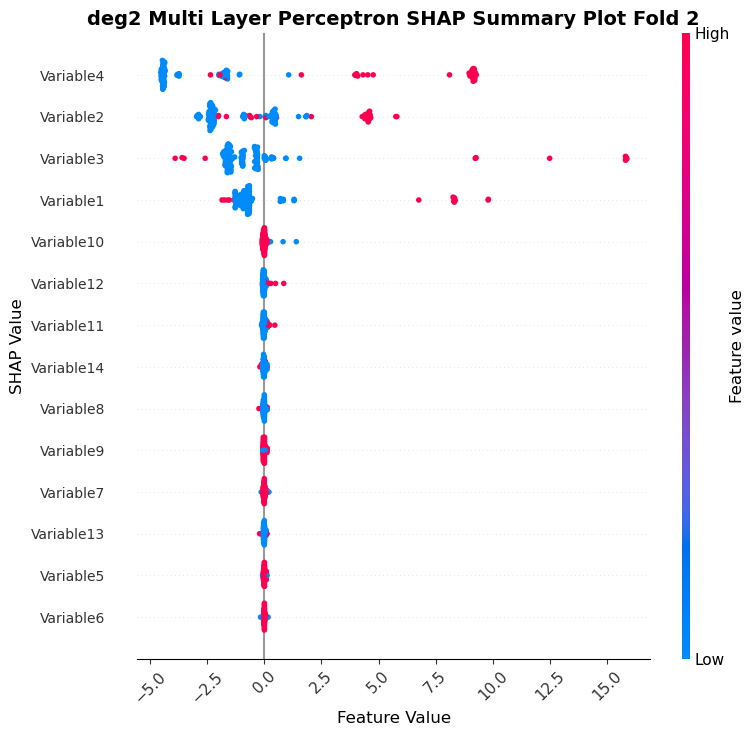 deg2 Multi Layer Perceptron SHAP Summary Plot Fold 2
High
Variable4
Variable2
Variable3
Variable1
Variable10
Variable12
Variable11
Variable14
Variable8
Variable9
Variable7
Variable13
Variable5
Variable6
SHAP Value
Feature value
Low
−5.0 −2.5 0.0 2.5 5.0 7.5 10.0 12.5 15.0
Feature Value